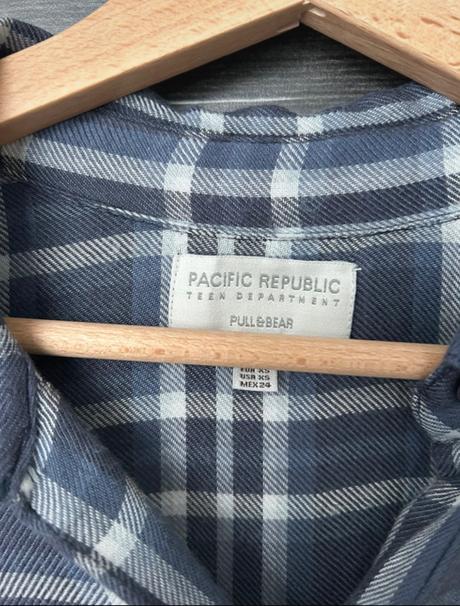 PACIFIC REPUBLIC
TEEN DEPARTMENT
PULL&BEAR
EUR XS
USA XS
MEX 24